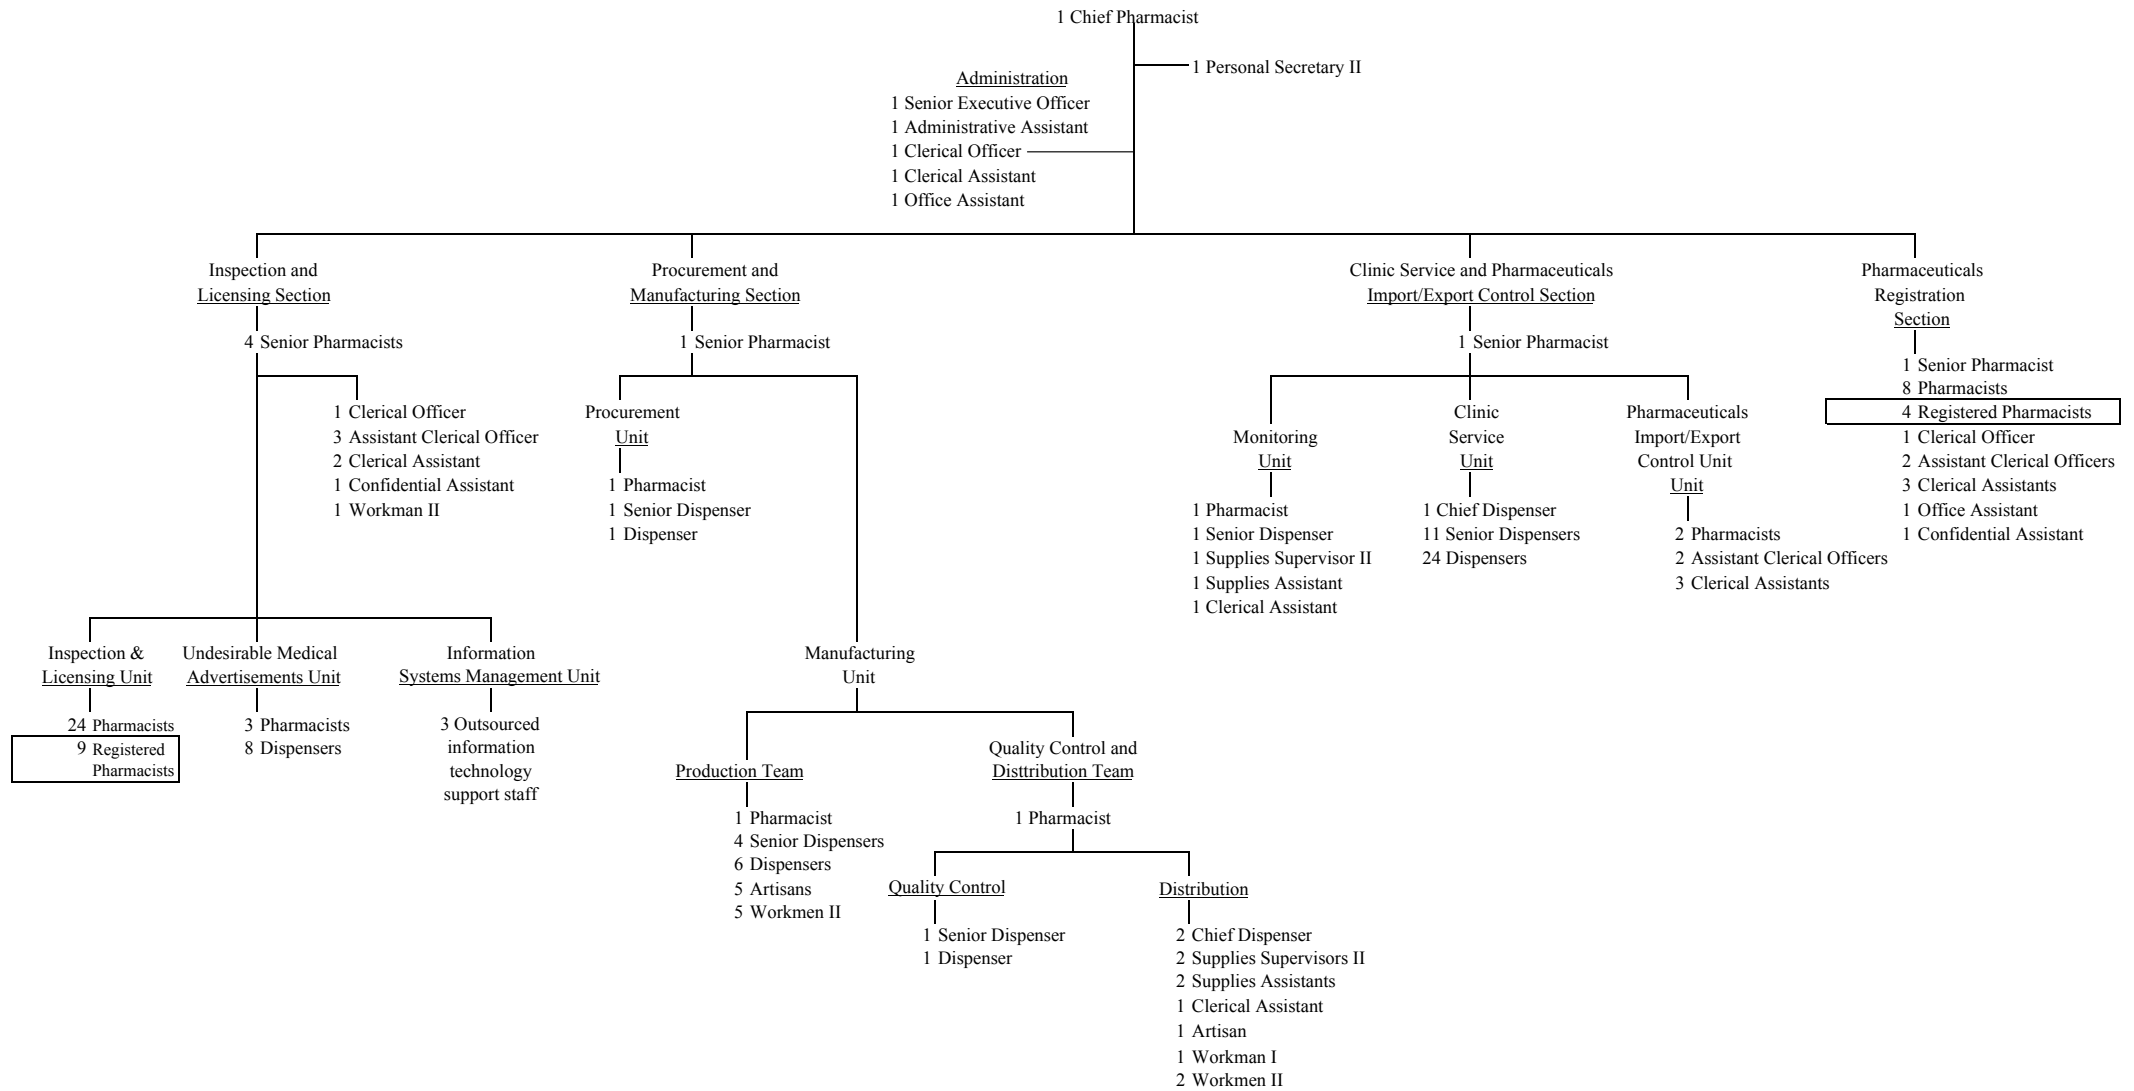 1 Chief Pharmacist
1 Personal Secretary II
Administration
1 Senior Executive Officer
1 Administrative Assistant
1 Clerical Officer
1 Clerical Assistant
1 Office Assistant
Inspection and
Licensing Section
4 Senior Pharmacists
1 Clerical Officer
3 Assistant Clerical Officer
2 Clerical Assistant
1 Confidential Assistant
1 Workman II
Inspection &
Licensing Unit
24 Pharmacists
9 Registered
Pharmacists
Undesirable Medical
Advertisements Unit
3 Pharmacists
8 Dispensers
Information
Systems Management Unit
3 Outsourced
information
technology
support staff
Procurement and
Manufacturing Section
1 Senior Pharmacist
Procurement
Unit
1 Pharmacist
1 Senior Dispenser
1 Dispenser
Manufacturing
Unit
Production Team
1 Pharmacist
4 Senior Dispensers
6 Dispensers
5 Artisans
5 Workmen II
Quality Control and
Disttribution Team
1 Pharmacist
Quality Control
1 Senior Dispenser
1 Dispenser
Distribution
2 Chief Dispenser
2 Supplies Supervisors II
2 Supplies Assistants
1 Clerical Assistant
1 Artisan
1 Workman I
2 Workmen II
Clinic Service and Pharmaceuticals
Import/Export Control Section
1 Senior Pharmacist
Monitoring
Unit
1 Pharmacist
1 Senior Dispenser
1 Supplies Supervisor II
1 Supplies Assistant
1 Clerical Assistant
Clinic
Service
Unit
1 Chief Dispenser
11 Senior Dispensers
24 Dispensers
Pharmaceuticals
Import/Export
Control Unit
Unit
2 Pharmacists
2 Assistant Clerical Officers
3 Clerical Assistants
Pharmaceuticals
Registration
Section
1 Senior Pharmacist
8 Pharmacists
4 Registered Pharmacists
1 Clerical Officer
2 Assistant Clerical Officers
3 Clerical Assistants
1 Office Assistant
1 Confidential Assistant